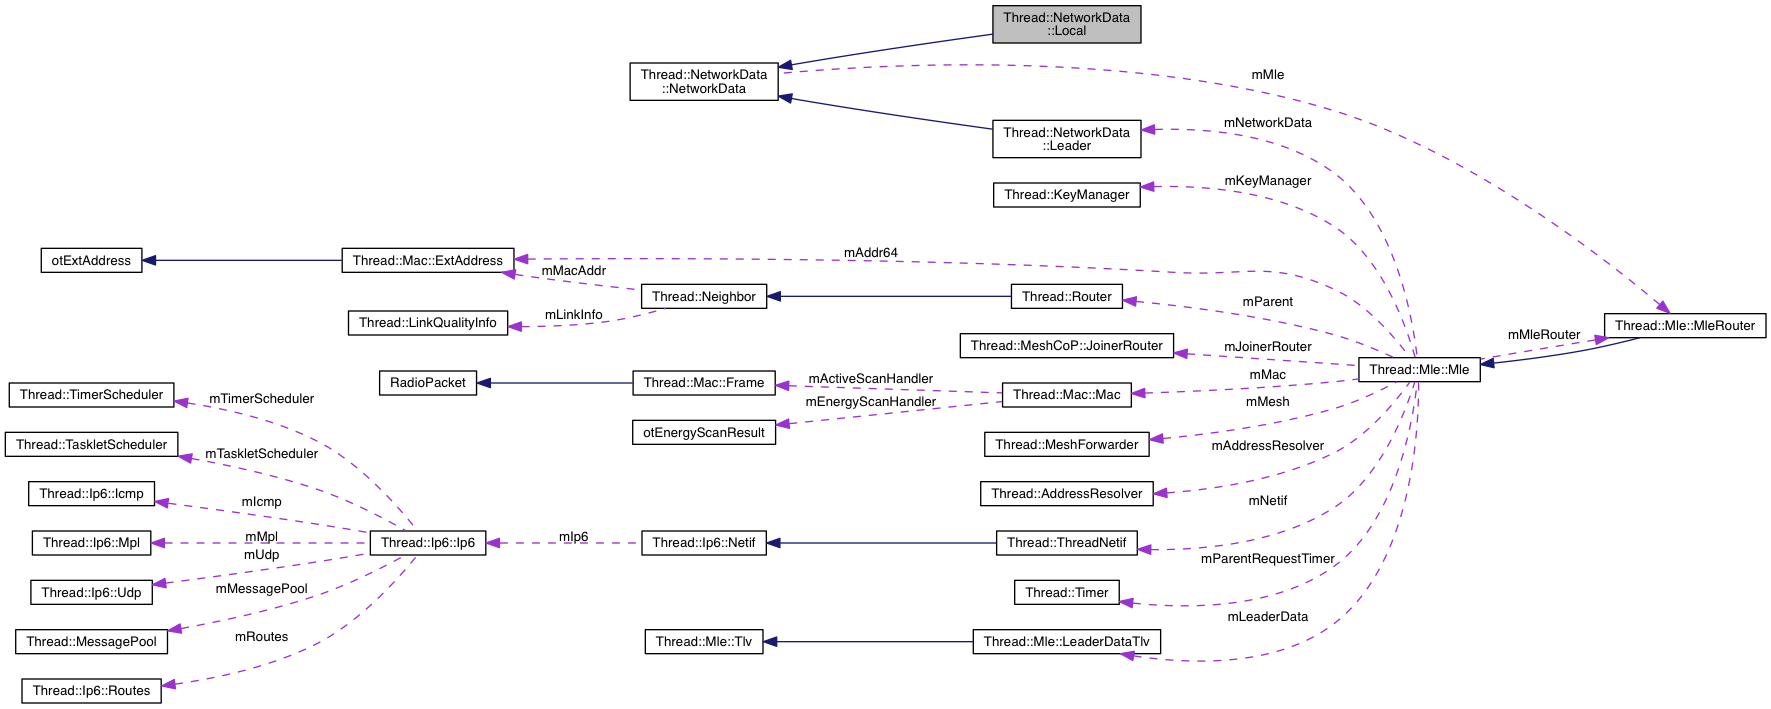 Thread::NetworkData
::Local
Thread::NetworkData
::NetworkData
mMle
Thread::NetworkData
::Leader
mNetworkData
Thread::KeyManager
mKeyManager
otExtAddress
Thread::Mac::ExtAddress
mAddr64
mMacAddr
Thread::Neighbor
Thread::Router
mParent
Thread::LinkQualityInfo
mLinkInfo
Thread::Mle::MleRouter
mMleRouter
Thread::MeshCoP::JoinerRouter
mJoinerRouter
Thread::Mle::Mle
RadioPacket
Thread::Mac::Frame
mActiveScanHandler
Thread::Mac::Mac
mMac
mEnergyScanHandler
otEnergyScanResult
mMesh
Thread::MeshForwarder
Thread::TimerScheduler
mTimerScheduler
Thread::TaskletScheduler
mTaskletScheduler
mAddressResolver
Thread::AddressResolver
Thread::Ip6::Icmp
mIcmp
mNetif
Thread::Ip6::Mpl
mMpl
Thread::Ip6::Ip6
mIp6
Thread::Ip6::Netif
Thread::ThreadNetif
mUdp
mParentRequestTimer
Thread::Ip6::Udp
mMessagePool
Thread::Timer
mLeaderData
Thread::MessagePool
mRoutes
Thread::Mle::Tlv
Thread::Mle::LeaderDataTlv
Thread::Ip6::Routes